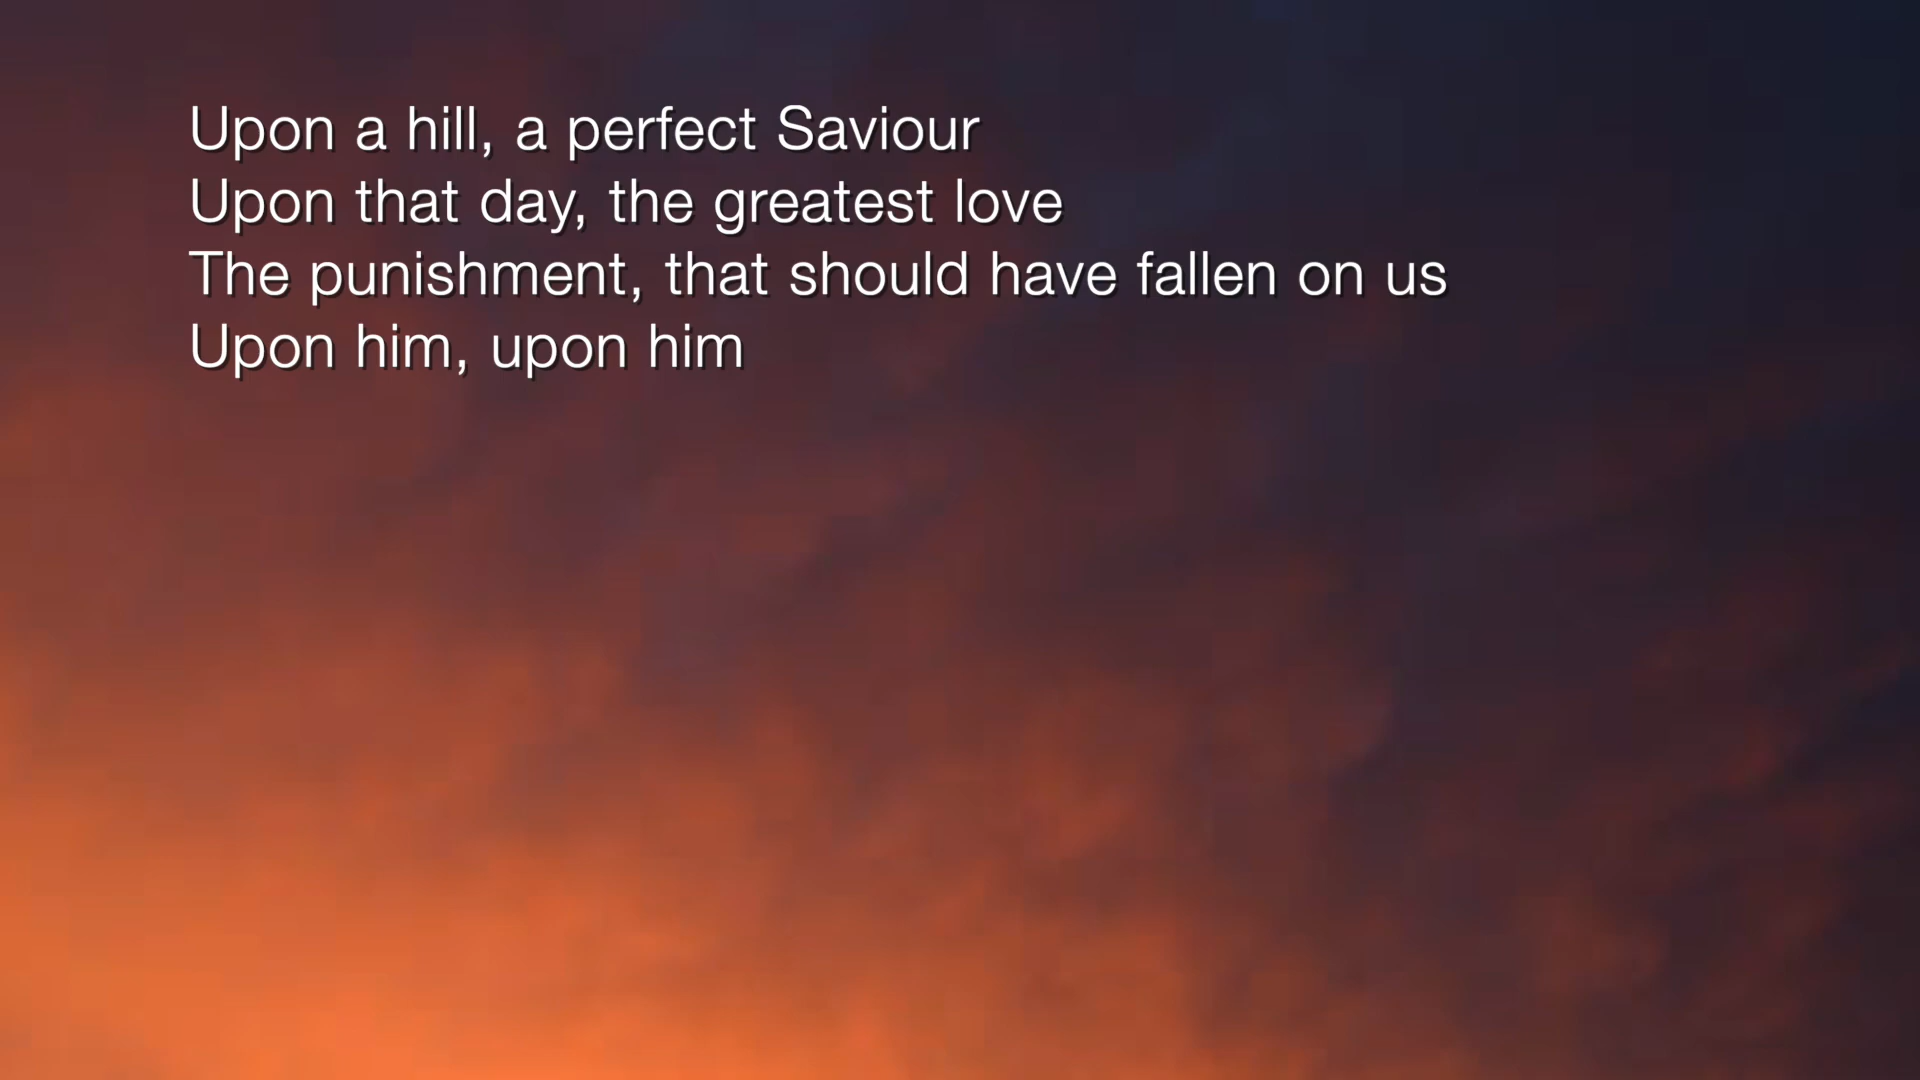 Upon a hill, a perfect Saviour
Upon that day, the greatest love
The punishment, that should have fallen on us
Upon him, upon him